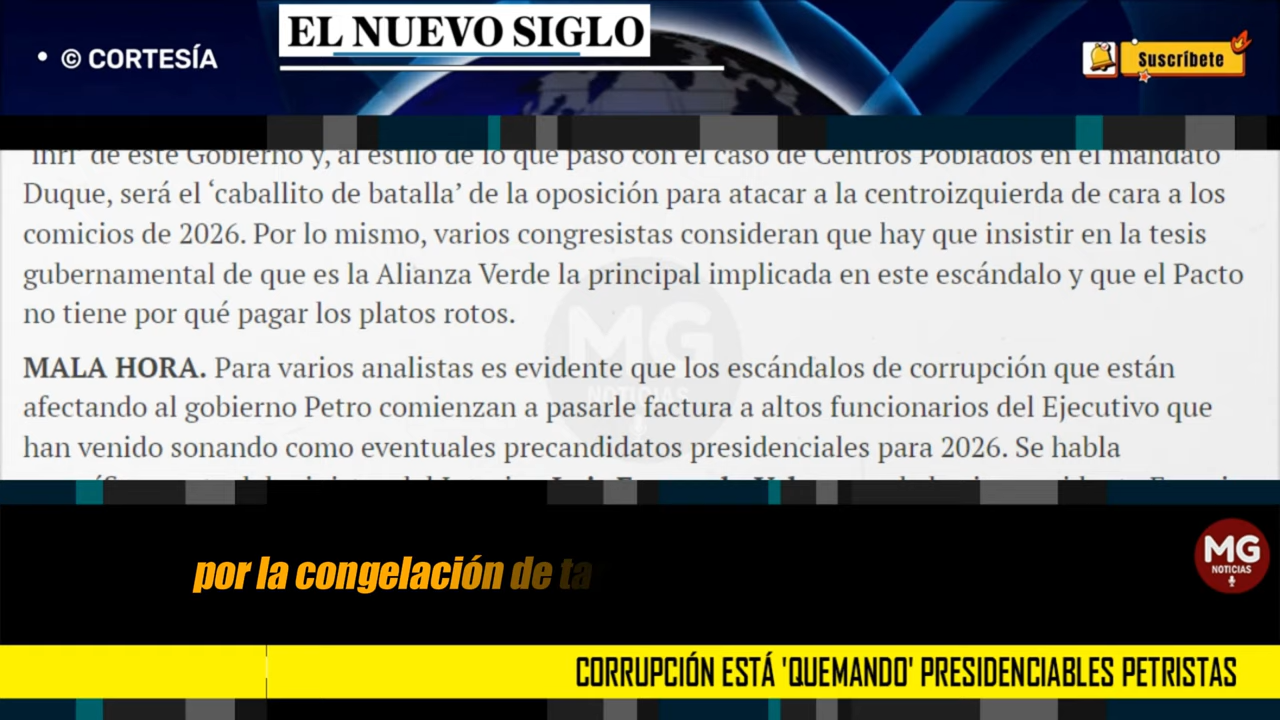 © CORTESÍA
EL NUEVO SIGLO
Suscríbete
'inri' de este Gobierno y, al estilo de lo que pasó con el caso de Centros Poblados en el mandato
Duque, será el ‘caballito de batalla’ de la oposición para atacar a la centroizquierda de cara a los
comicios de 2026. Por lo mismo, varios congresistas consideran que hay que insistir en la tesis
gubernamental de que es la Alianza Verde la principal implicada en este escándalo y que el Pacto
no tiene por qué pagar los platos rotos.
MG
NOTICIAS
MALA HORA. Para varios analistas es evidente que los escándalos de corrupción que están
afectando al gobierno Petro comienzan a pasarle factura a altos funcionarios del Ejecutivo que
han venido sonando como eventuales precandidatos presidenciales para 2026. Se habla
por la congelación de ta
MG
NOTICIAS
CORRUPCIÓN ESTÁ 'QUEMANDO' PRESIDENCIABLES PETRISTAS